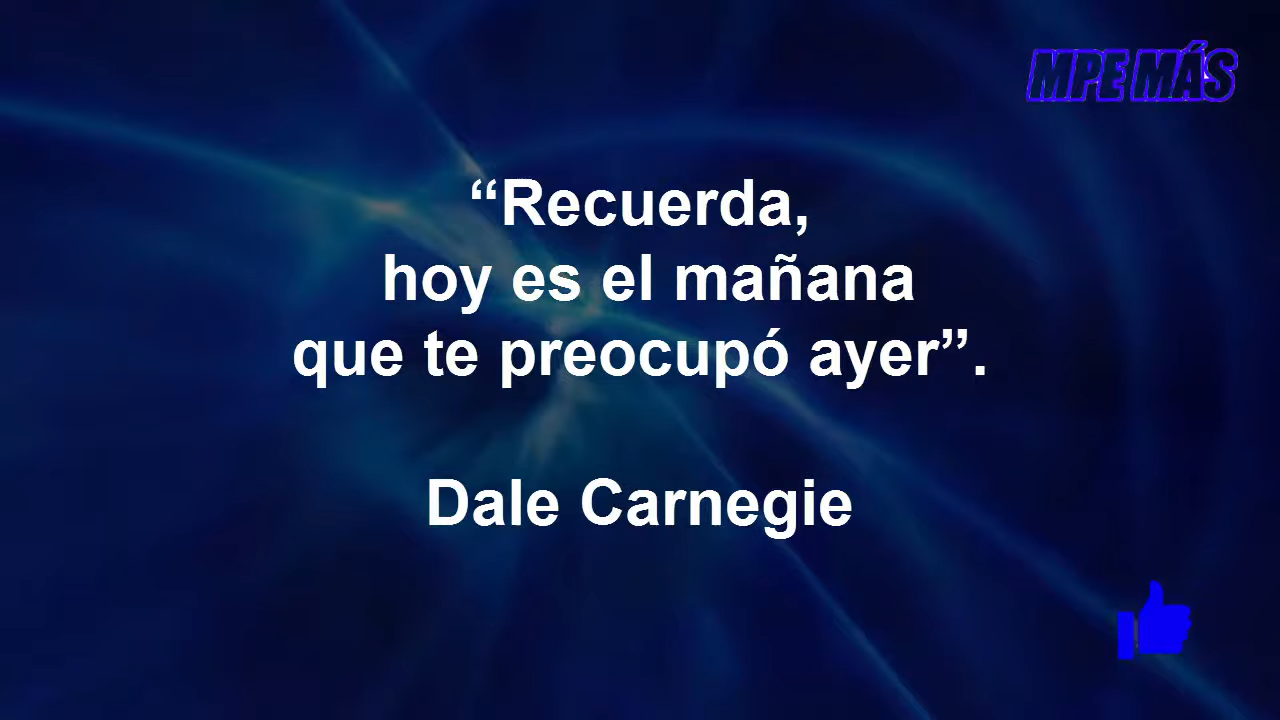 MPE MÁS
“Recuerda,
hoy es el mañana
que te preocupó ayer”.
Dale Carnegie